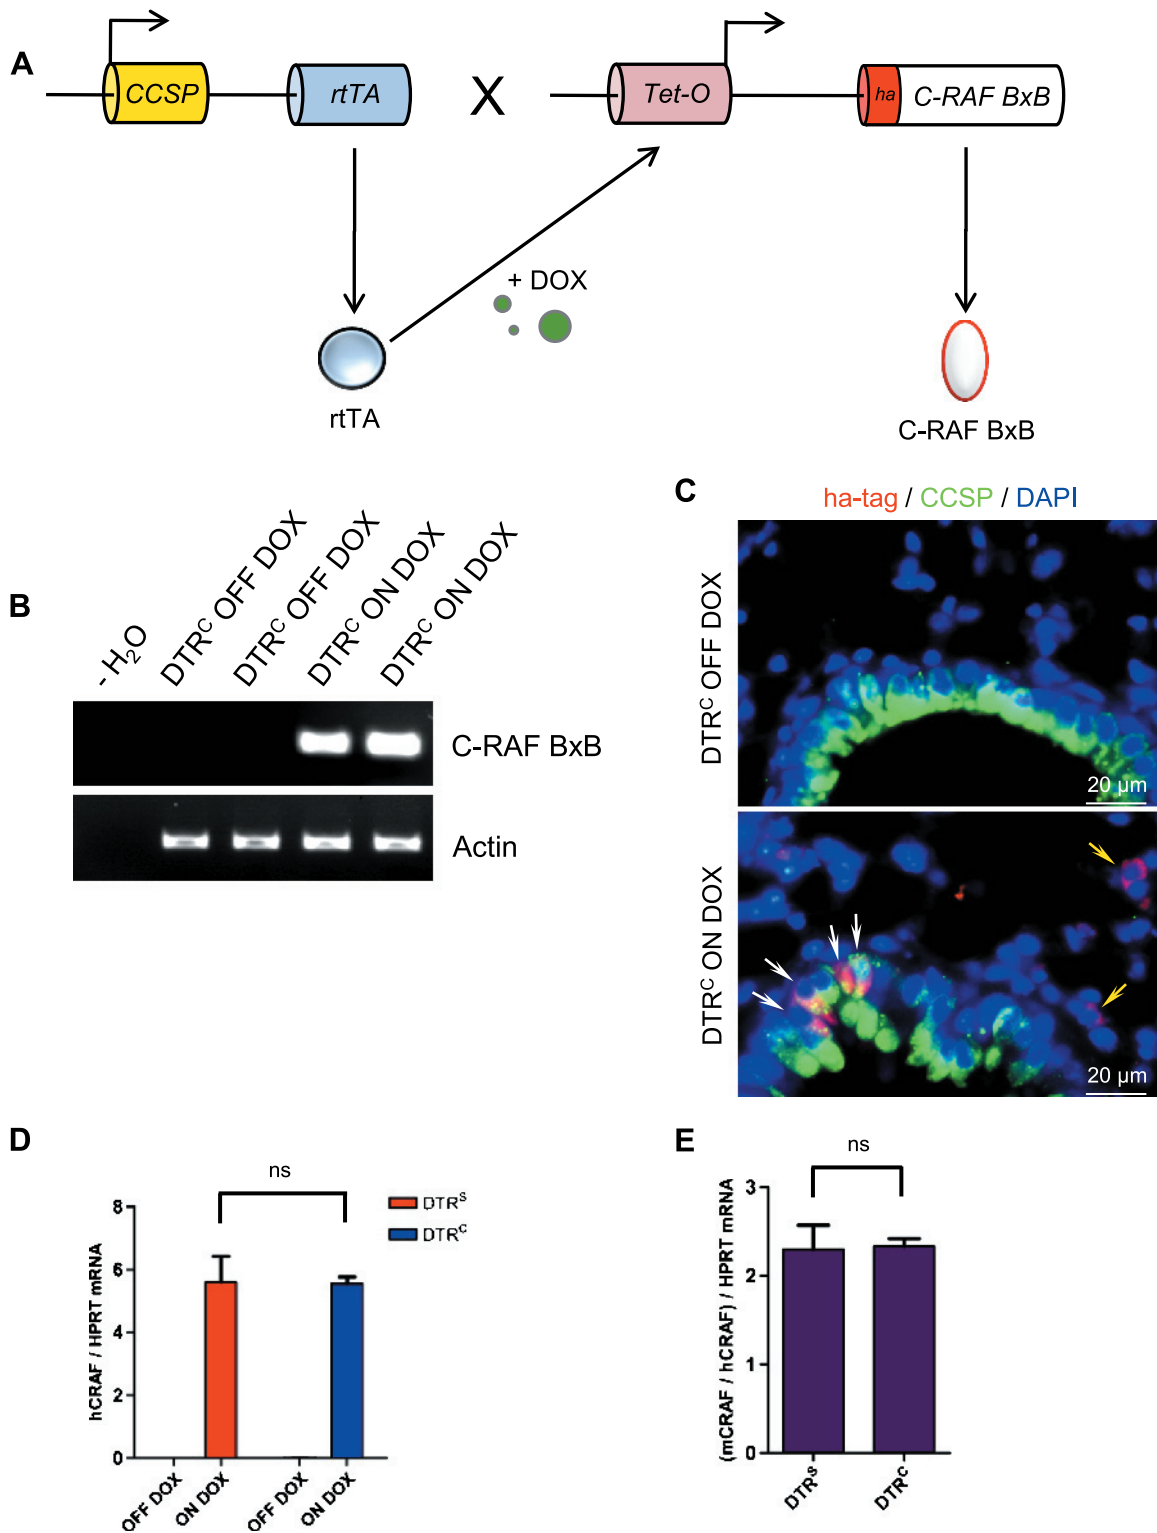 A
CCSP
rtTA
X
Tet-O
ha
C-RAF BxB
+ DOX
rtTA
C-RAF BxB
B
- H₂O
DTRᶜ OFF DOX
DTRᶜ OFF DOX
DTRᶜ ON DOX
DTRᶜ ON DOX
C-RAF BxB
Actin
C
ha-tag / CCSP / DAPI
DTRᶜ OFF DOX
20 µm
DTRᶜ ON DOX
20 µm
D
ns
DTRˢ
DTRᶜ
hCRAF / HPRT mRNA
8
6
4
2
0
OFF DOX
ON DOX
OFF DOX
ON DOX
E
ns
(mCRAF / hCRAF) / HPRT mRNA
3
2
1
0
DTRˢ
DTRᶜ